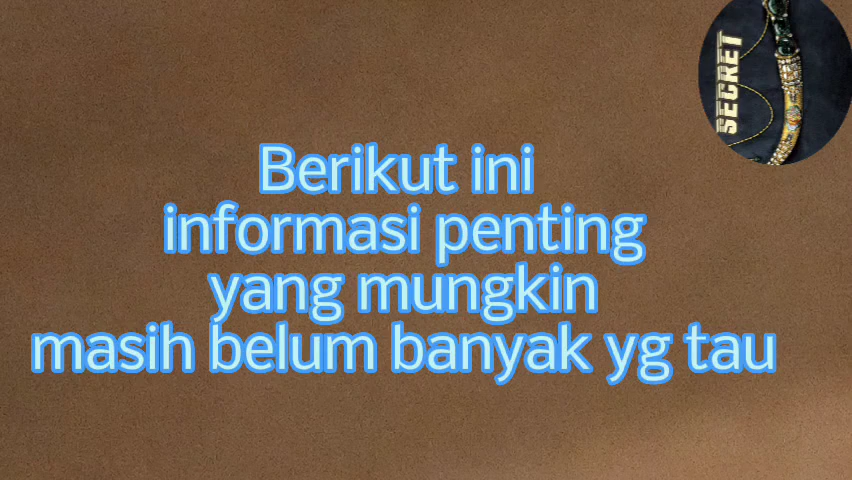 SECRET
Berikut ini
informasi penting
yang mungkin
masih belum banyak yg tau